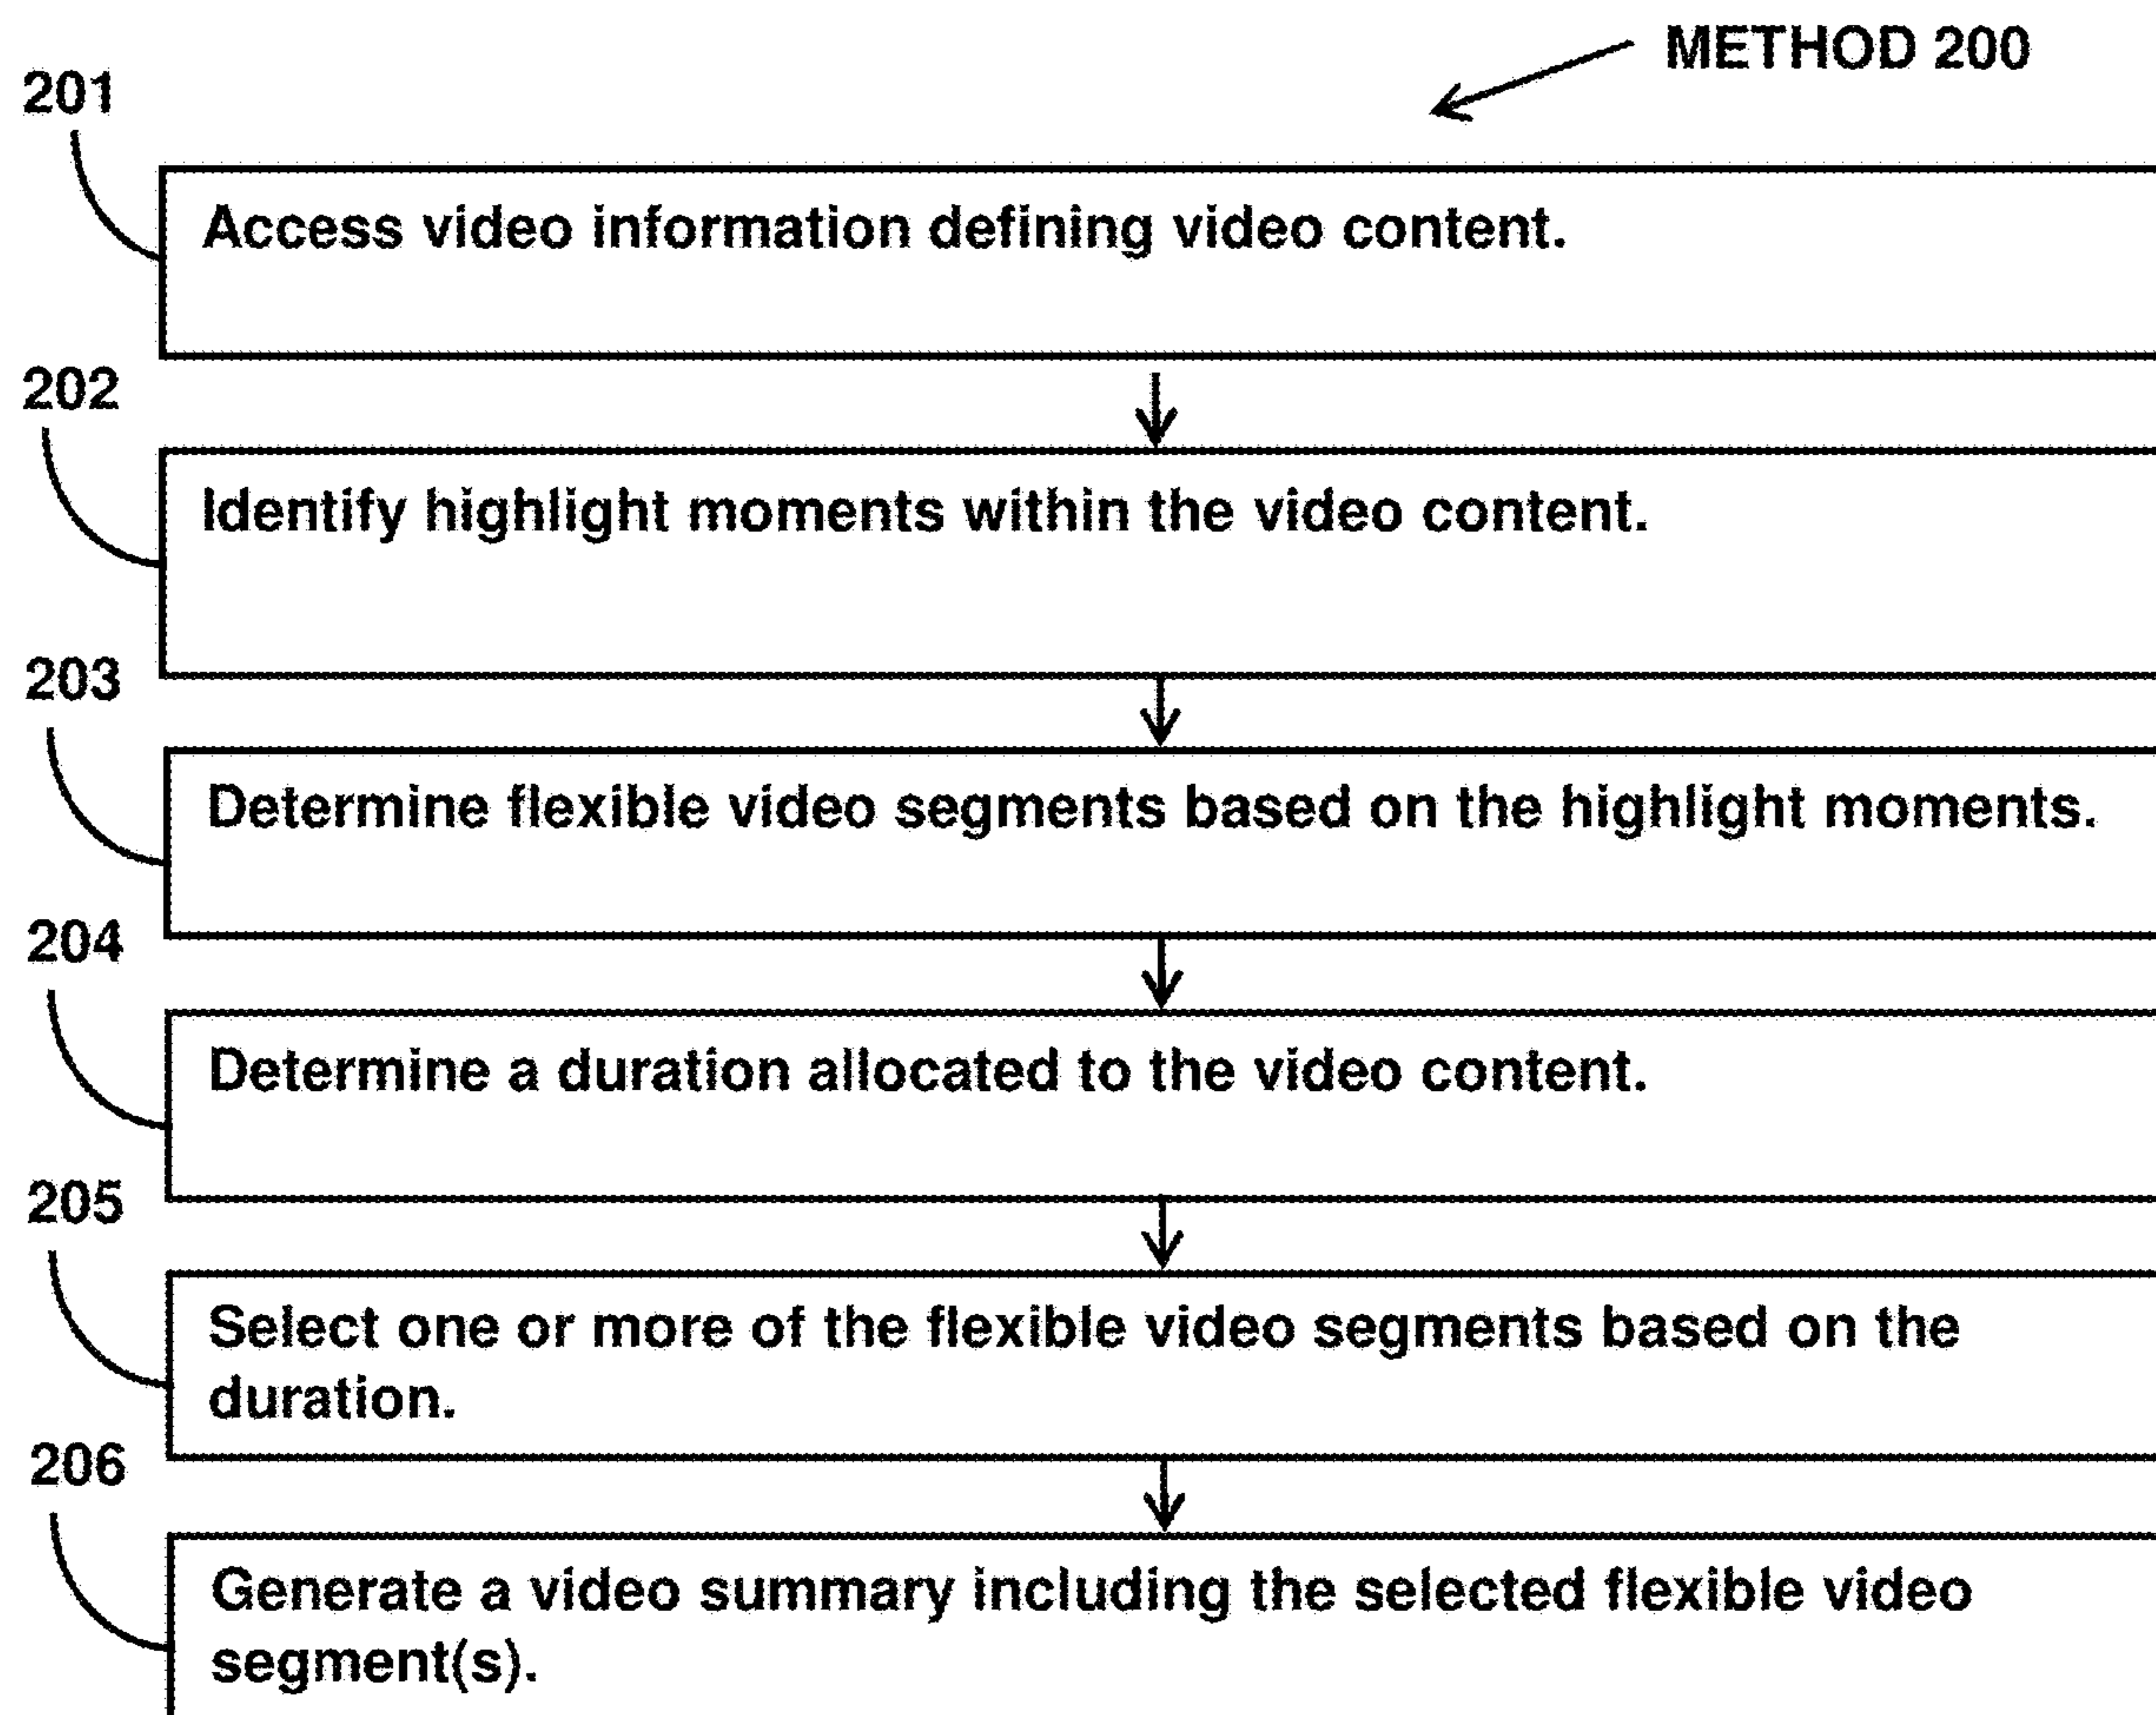 METHOD 200
201
Access video information defining video content.
202
Identify highlight moments within the video content.
203
Determine flexible video segments based on the highlight moments.
204
Determine a duration allocated to the video content.
205
Select one or more of the flexible video segments based on the
duration.
206
Generate a video summary including the selected flexible video
segment(s).